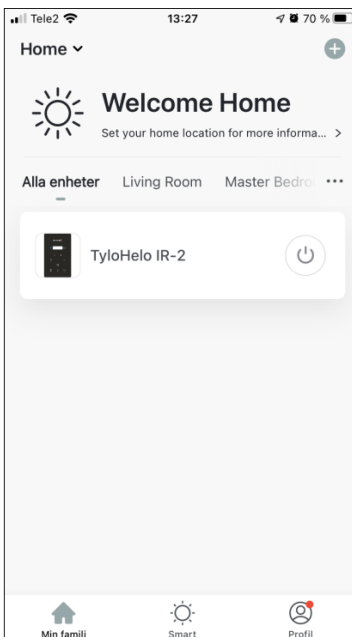 Tele2
13:27
70 %
Home
Welcome Home
Set your home location for more informa...
Alla enheter
Living Room
Master Bedro
TyloHelo IR-2
Min familj
Smart
Profil